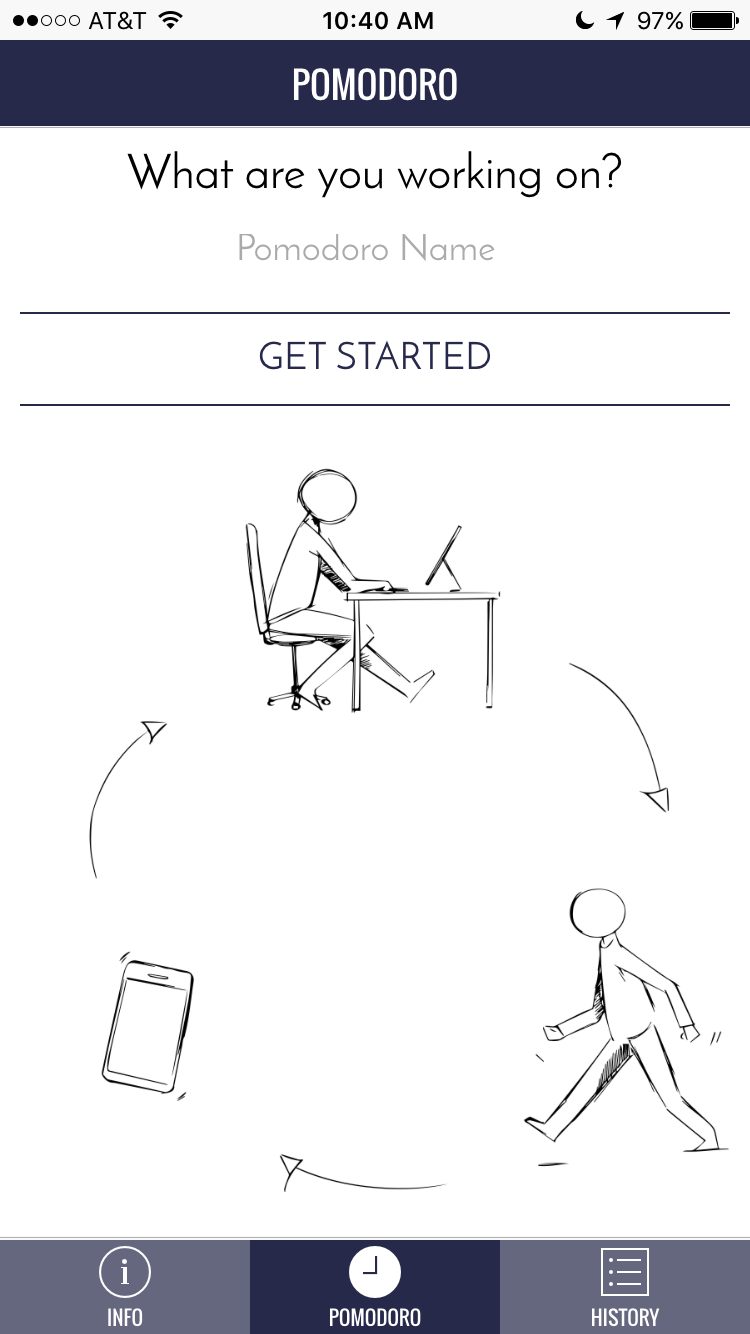 AT&T 10:40 AM 97%
POMODORO
What are you working on?
Pomodoro Name
GET STARTED
INFO POMODORO HISTORY